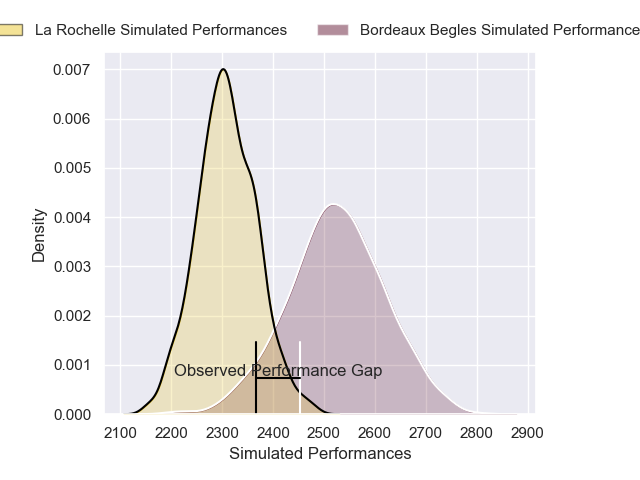 La Rochelle Simulated Performances
Bordeaux Begles Simulated Performance
0.007
0.006
0.005
0.004
0.003
0.002
0.001
0.000
Density
Observed Performance Gap
2100 2200 2300 2400 2500 2600 2700 2800 2900
Simulated Performances